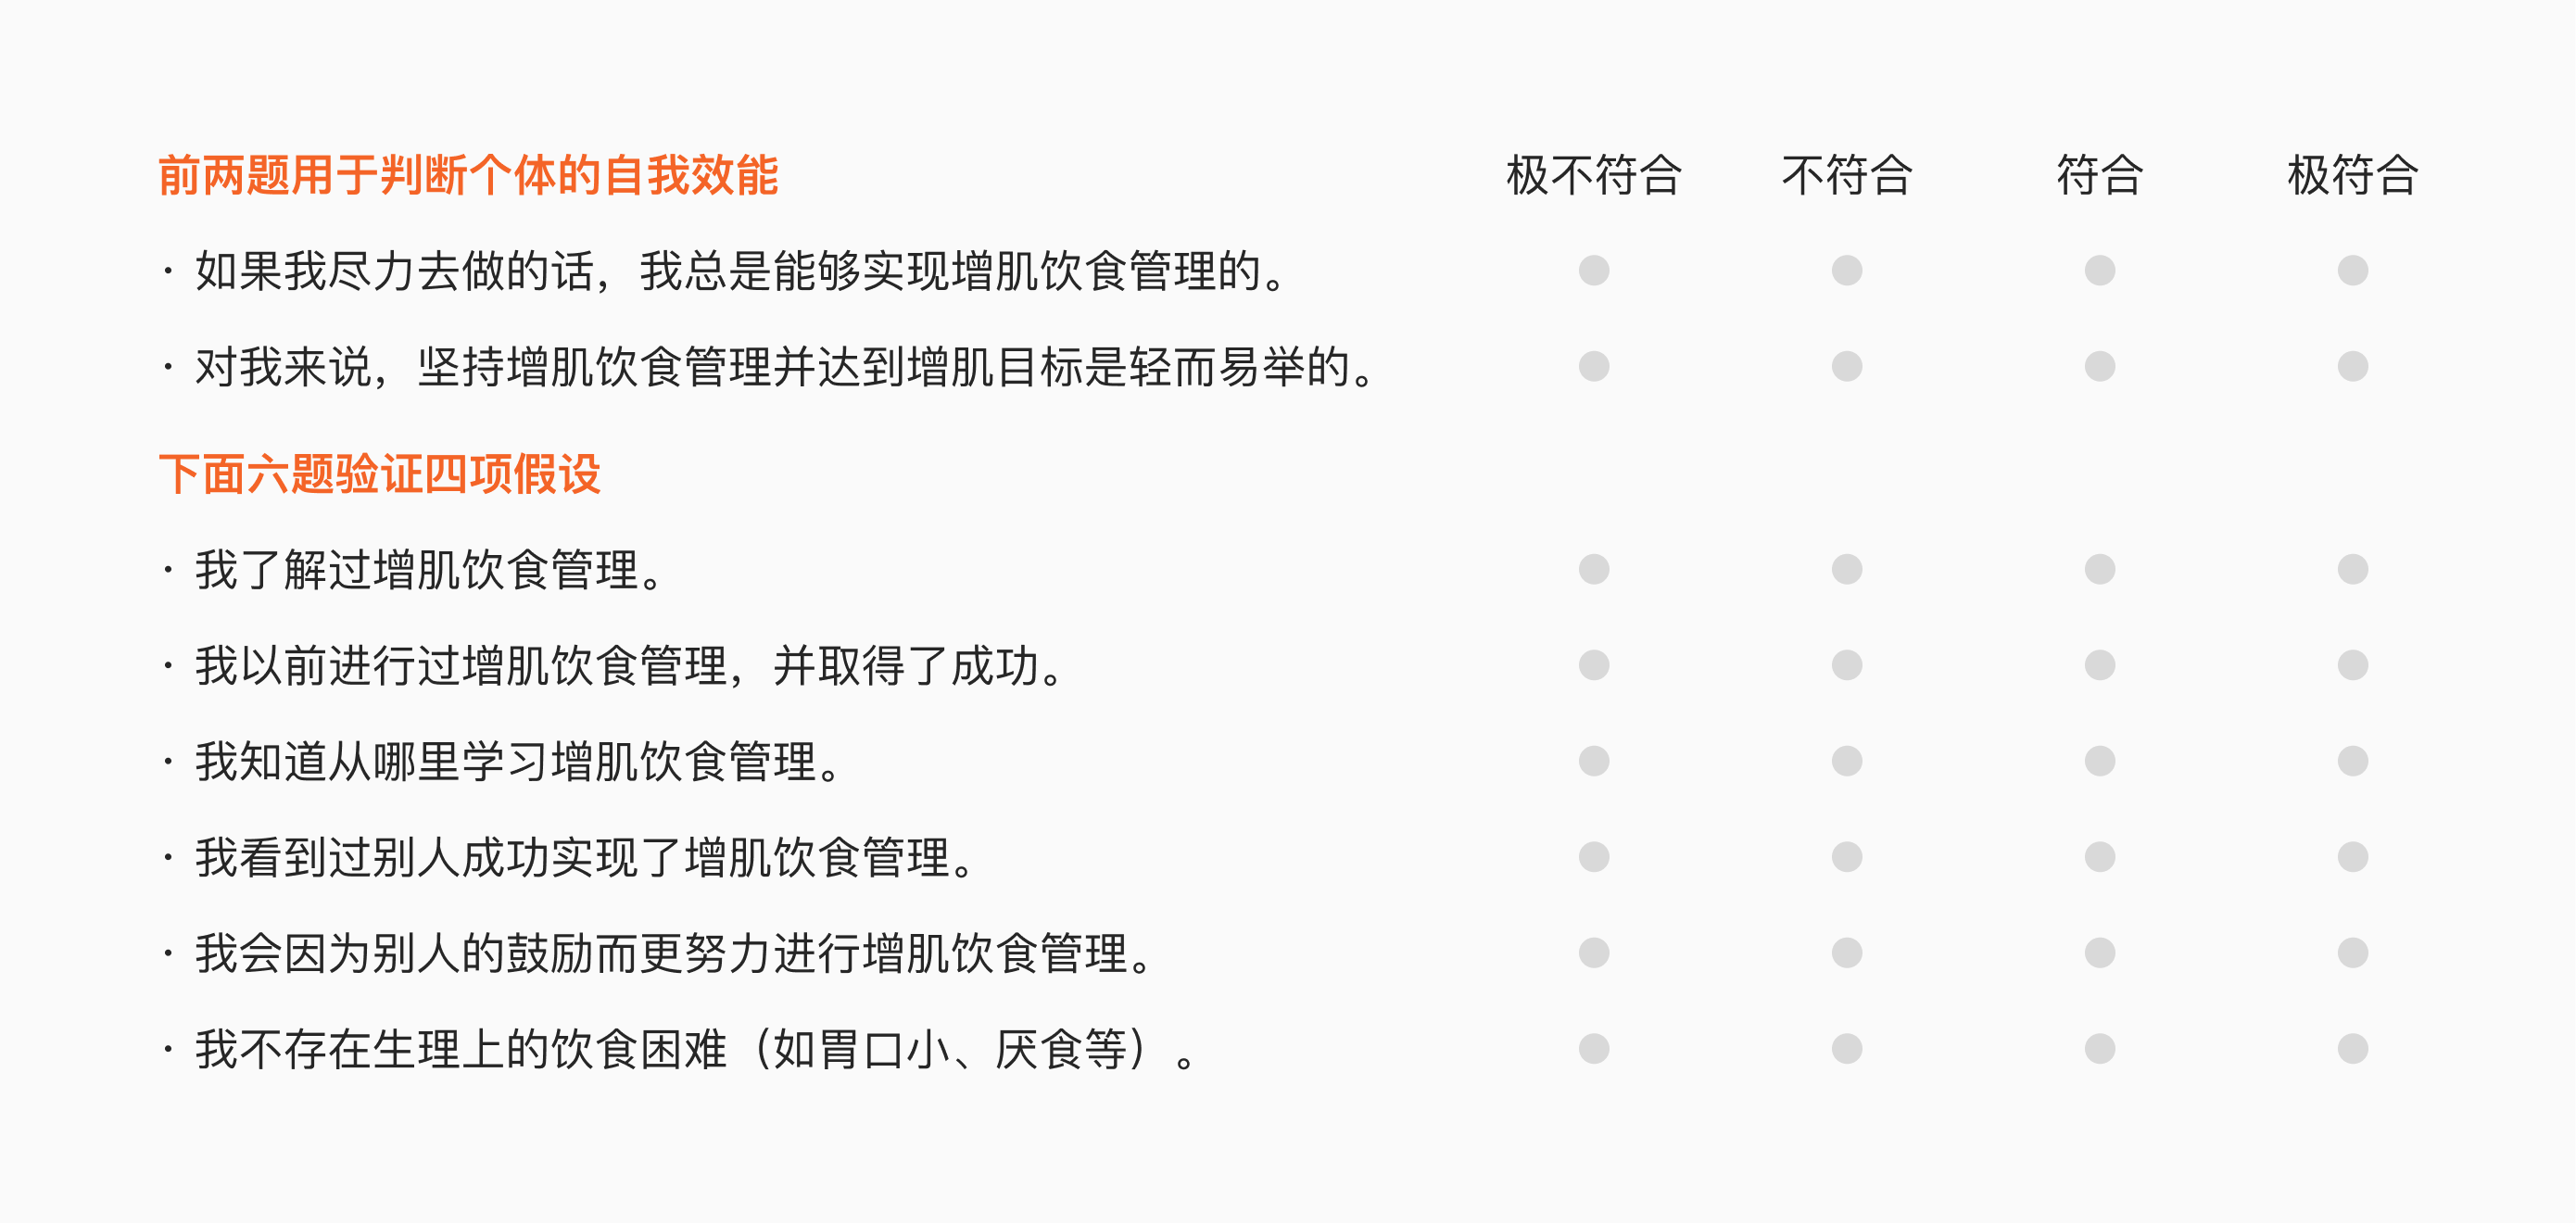 前两题用于判断个体的自我效能 极不符合 不符合 符合 极符合
· 如果我尽力去做的话，我总是能够实现增肌饮食管理的。
· 对我来说，坚持增肌饮食管理并达到增肌目标是轻而易举的。
下面六题验证四项假设
· 我了解过增肌饮食管理。
· 我以前进行过增肌饮食管理，并取得了成功。
· 我知道从哪里学习增肌饮食管理。
· 我看到过别人成功实现了增肌饮食管理。
· 我会因为别人的鼓励而更努力进行增肌饮食管理。
· 我不存在生理上的饮食困难（如胃口小、厌食等）。